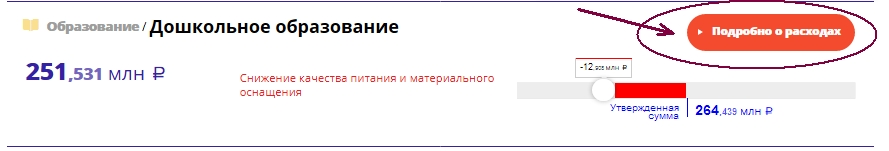 Образование / Дошкольное образование
Подробно о расходах
251,531 млн ₽
Снижение качества питания и материального
оснащения
-12,908 млн ₽
Утвержденная
сумма
264,439 млн ₽